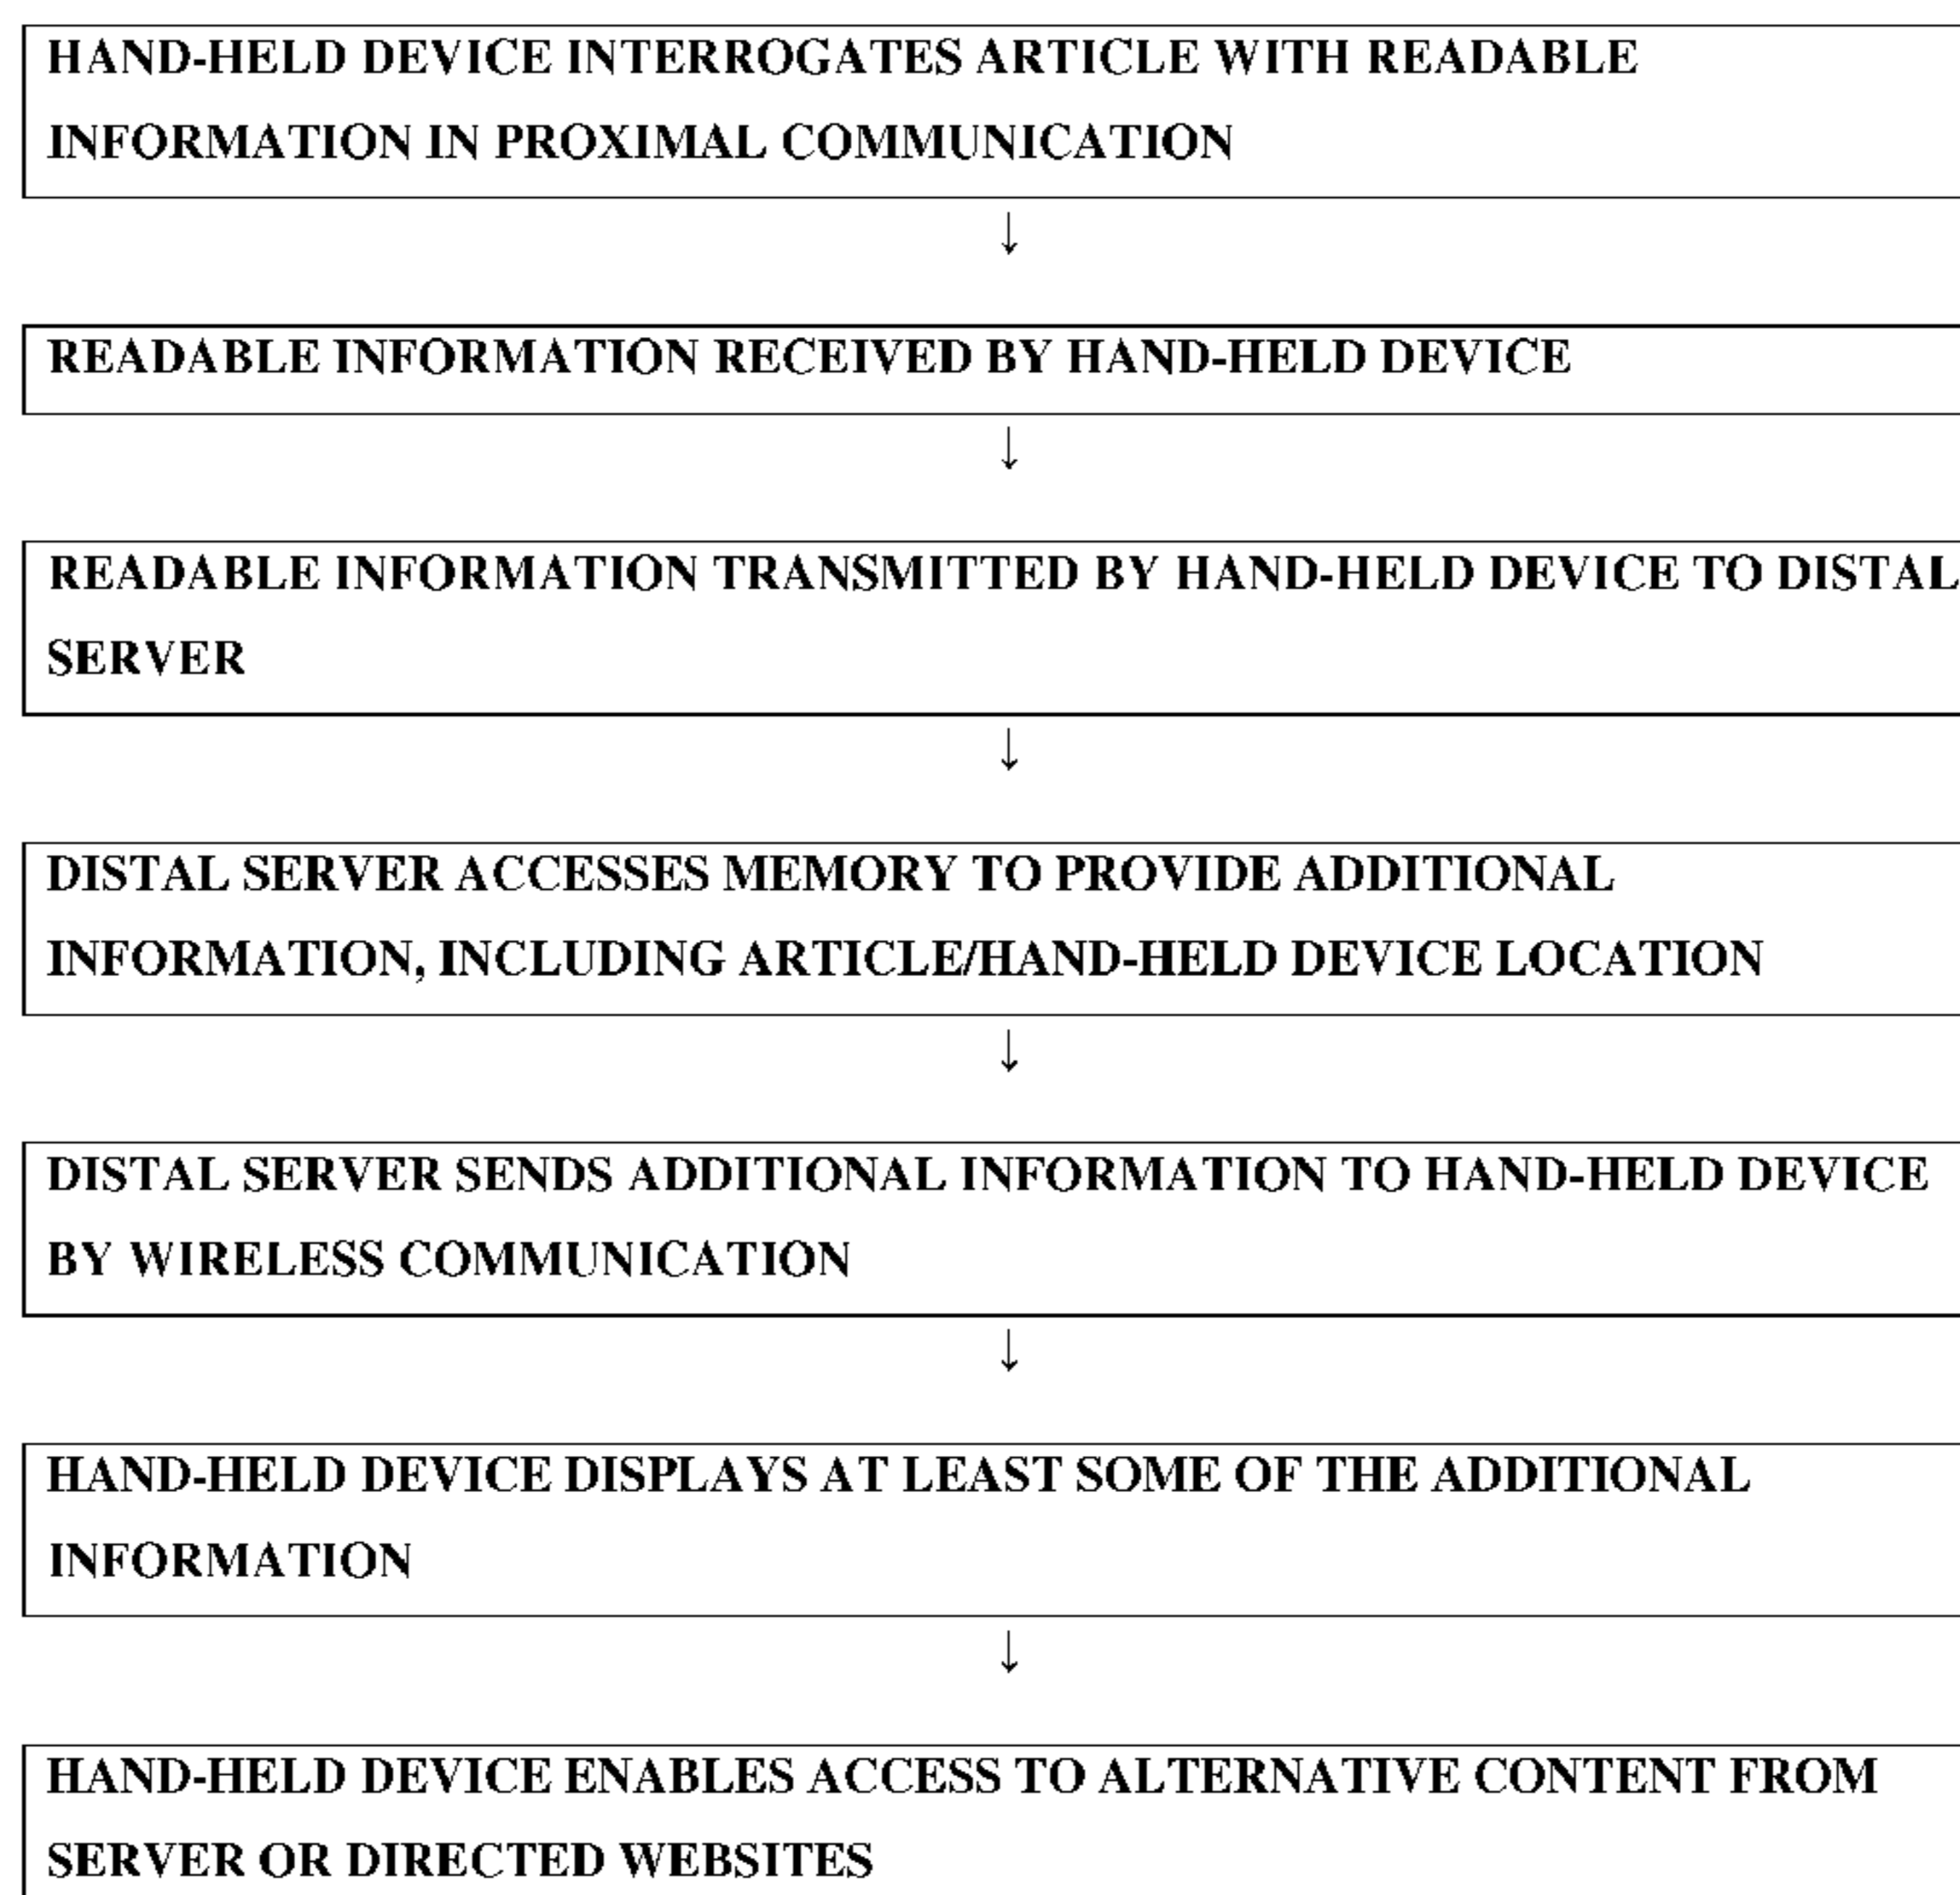 HAND-HELD DEVICE INTERROGATES ARTICLE WITH READABLE
INFORMATION IN PROXIMAL COMMUNICATION
↓
READABLE INFORMATION RECEIVED BY HAND-HELD DEVICE
↓
READABLE INFORMATION TRANSMITTED BY HAND-HELD DEVICE TO DISTAL
SERVER
↓
DISTAL SERVER ACCESSES MEMORY TO PROVIDE ADDITIONAL
INFORMATION, INCLUDING ARTICLE/HAND-HELD DEVICE LOCATION
↓
DISTAL SERVER SENDS ADDITIONAL INFORMATION TO HAND-HELD DEVICE
BY WIRELESS COMMUNICATION
↓
HAND-HELD DEVICE DISPLAYS AT LEAST SOME OF THE ADDITIONAL
INFORMATION
↓
HAND-HELD DEVICE ENABLES ACCESS TO ALTERNATIVE CONTENT FROM
SERVER OR DIRECTED WEBSITES